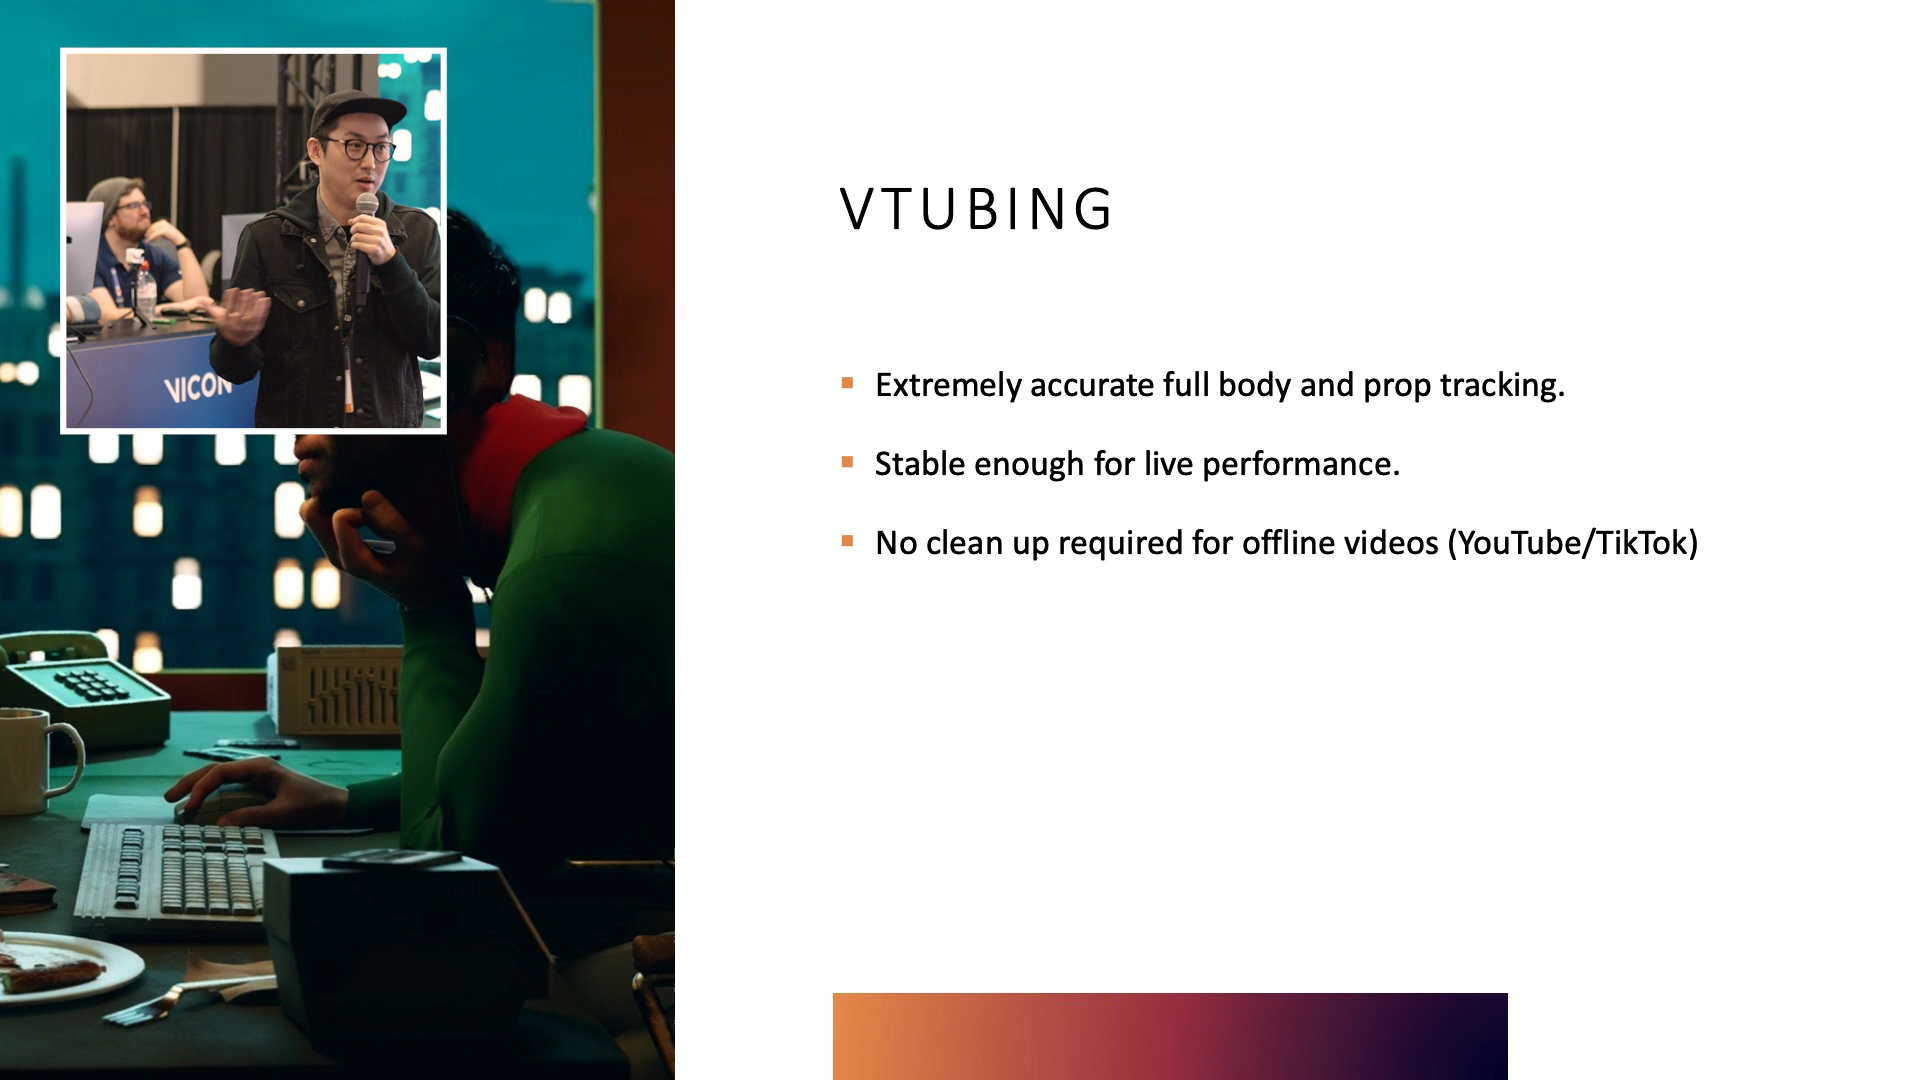 VICON
VTUBING
Extremely accurate full body and prop tracking.
Stable enough for live performance.
No clean up required for offline videos (YouTube/TikTok)